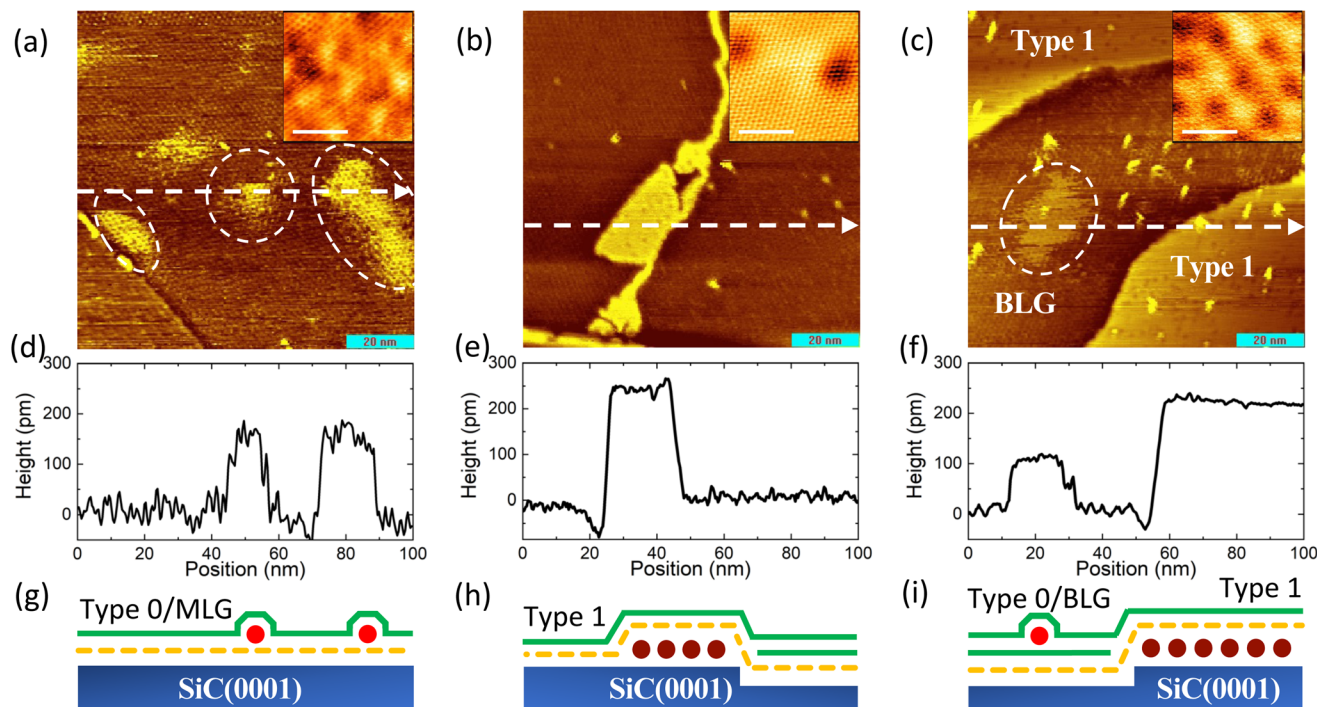 (a)
(b)
(c)
Type 1
Type 1
BLG
20 nm
20 nm
20 nm
(d)
(e)
(f)
300
200
100
0
Height (pm)
0
20
40
60
80
100
Position (nm)
300
200
100
0
Height (pm)
0
20
40
60
80
100
Position (nm)
300
200
100
0
Height (pm)
0
20
40
60
80
100
Position (nm)
(g)
Type 0/MLG
SiC(0001)
(h)
Type 1
SiC(0001)
(i)
Type 0/BLG
Type 1
SiC(0001)